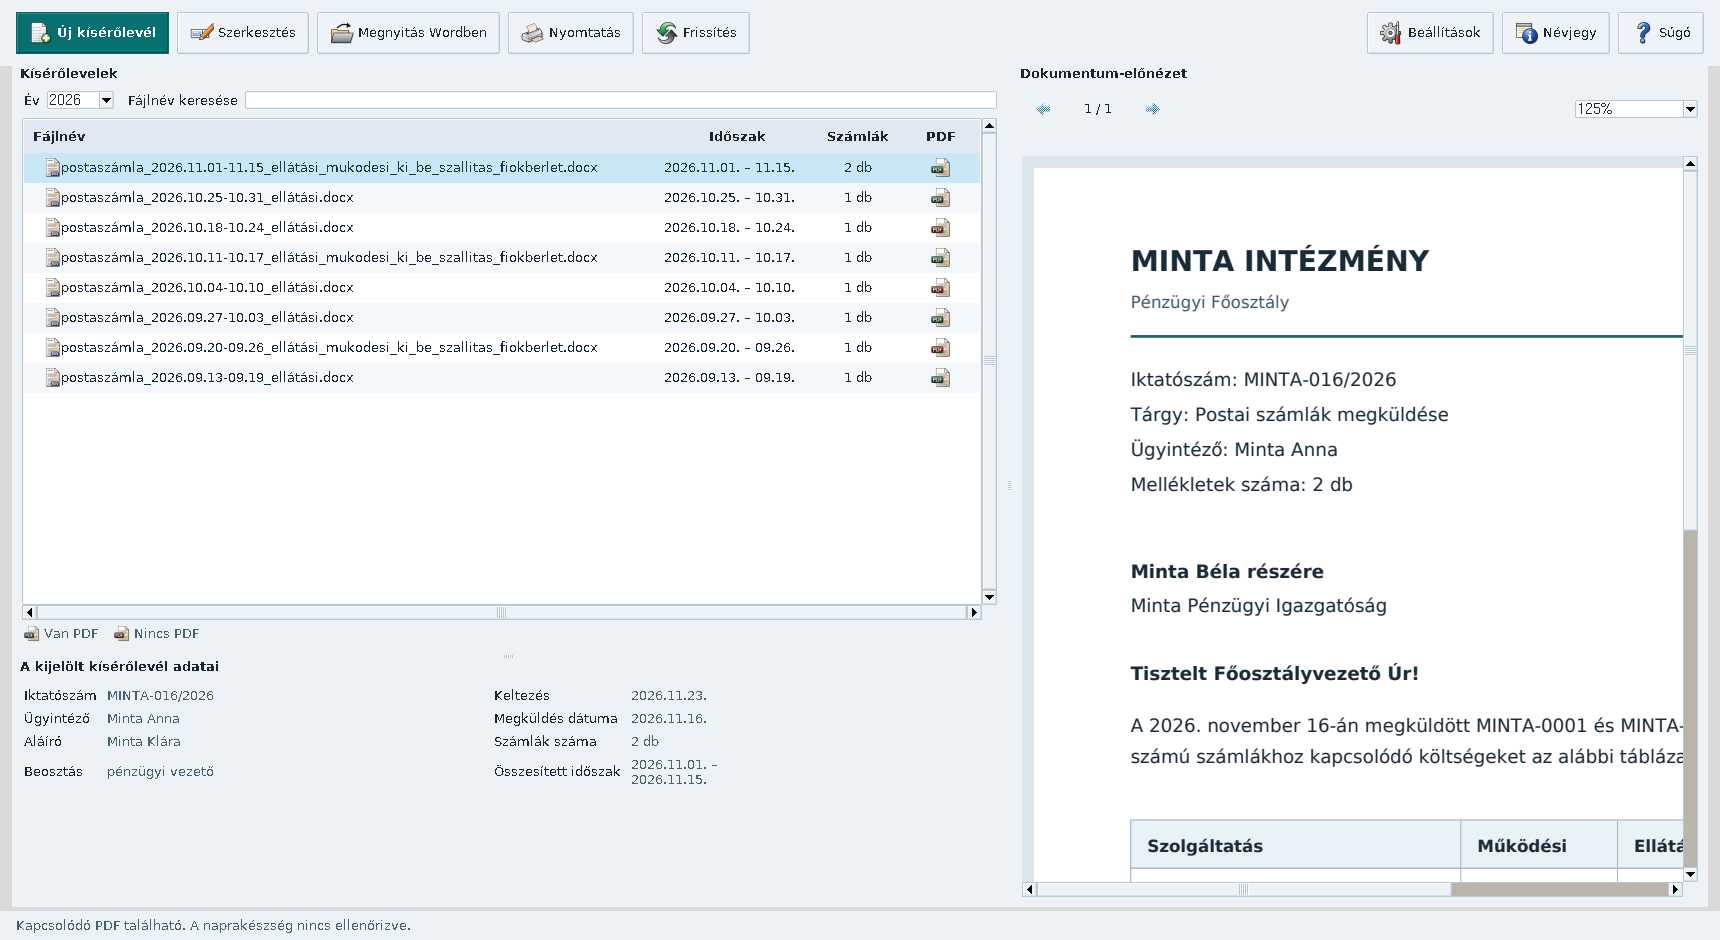 Új kísérőlevél Szerkesztés Megnyitás Wordben Nyomtatás Frissítés Beállítások Névjegy Súgó
Kísérőlevelek
Év 2026 Fájlnév keresése
Fájlnév Időszak Számlák PDF
postaszámla_2026.11.01-11.15_ellátási_mukodesi_ki_be_szallitas_fiokberlet.docx 2026.11.01. – 11.15. 2 db
postaszámla_2026.10.25-10.31_ellátási.docx 2026.10.25. – 10.31. 1 db
postaszámla_2026.10.18-10.24_ellátási.docx 2026.10.18. – 10.24. 1 db
postaszámla_2026.10.11-10.17_ellátási_mukodesi_ki_be_szallitas_fiokberlet.docx 2026.10.11. – 10.17. 1 db
postaszámla_2026.10.04-10.10_ellátási.docx 2026.10.04. – 10.10. 1 db
postaszámla_2026.09.27-10.03_ellátási.docx 2026.09.27. – 10.03. 1 db
postaszámla_2026.09.20-09.26_ellátási_mukodesi_ki_be_szallitas_fiokberlet.docx 2026.09.20. – 09.26. 1 db
postaszámla_2026.09.13-09.19_ellátási.docx 2026.09.13. – 09.19. 1 db
Van PDF Nincs PDF
A kijelölt kísérőlevél adatai
Iktatószám MINTA-016/2026 Keltezés 2026.11.23.
Ügyintéző Minta Anna Megküldés dátuma 2026.11.16.
Aláíró Minta Klára Számlák száma 2 db
Beosztás pénzügyi vezető Összesített időszak 2026.11.01. –
2026.11.15.
Dokumentum-előnézet
1 / 1 125%
MINTA INTÉZMÉNY
Pénzügyi Főosztály
Iktatószám: MINTA-016/2026
Tárgy: Postai számlák megküldése
Ügyintéző: Minta Anna
Mellékletek száma: 2 db
Minta Béla részére
Minta Pénzügyi Igazgatóság
Tisztelt Főosztályvezető Úr!
A 2026. november 16-án megküldött MINTA-0001 és MINTA-
számú számlákhoz kapcsolódó költségeket az alábbi tábláza
Szolgáltatás Működési Ellátá
Kapcsolódó PDF található. A naprakészség nincs ellenőrizve.